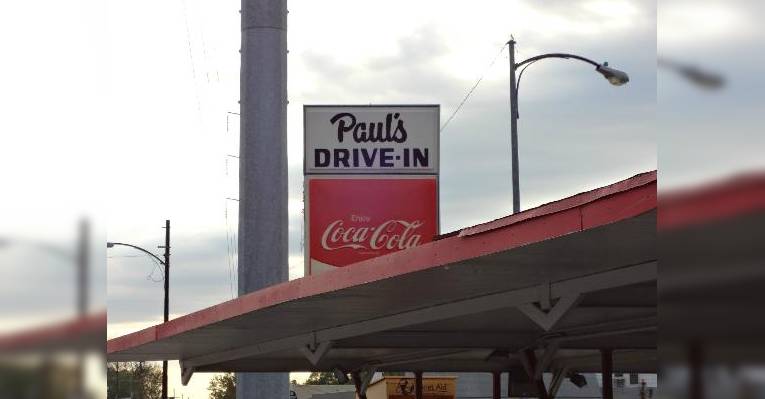 Paul's
DRIVE-IN
Enjoy
Coca-Cola